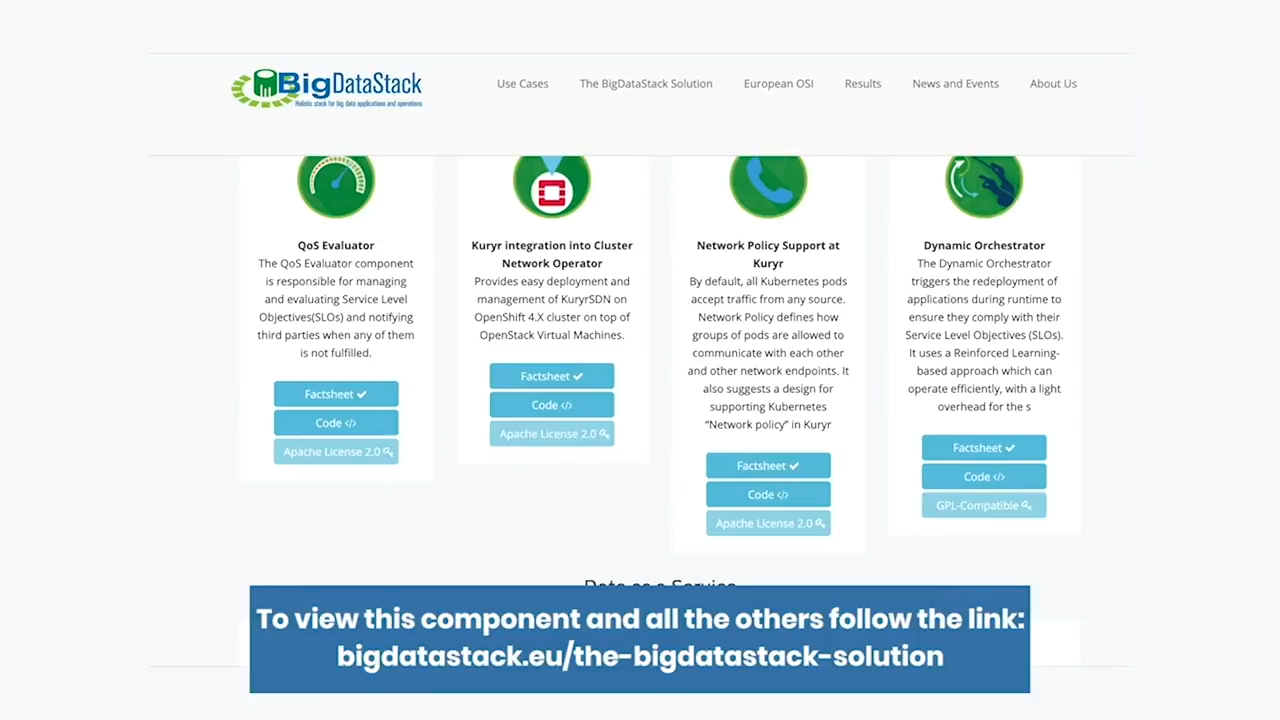 BigDataStack
Holistic stack for big data applications and operations
Use Cases
The BigDataStack Solution
European OSI
Results
News and Events
About Us
QoS Evaluator
The QoS Evaluator component
is responsible for managing
and evaluating Service Level
Objectives(SLOs) and notifying
third parties when any of them
is not fulfilled.
Factsheet
Code </>
Apache License 2.0
Kuryr integration into Cluster
Network Operator
Provides easy deployment and
management of KuryrSDN on
OpenShift 4.X cluster on top of
OpenStack Virtual Machines.
Factsheet
Code </>
Apache License 2.0
Network Policy Support at
Kuryr
By default, all Kubernetes pods
accept traffic from any source.
Network Policy defines how
groups of pods are allowed to
communicate with each other
and other network endpoints. It
also suggests a design for
supporting Kubernetes
“Network policy” in Kuryr
Factsheet
Code </>
Apache License 2.0
Dynamic Orchestrator
The Dynamic Orchestrator
triggers the redeployment of
applications during runtime to
ensure they comply with their
Service Level Objectives (SLOs).
It uses a Reinforced Learning-
based approach which can
operate efficiently, with a light
overhead for the s
Factsheet
Code </>
GPL-Compatible
Data as a Service
To view this component and all the others follow the link:
bigdatastack.eu/the-bigdatastack-solution